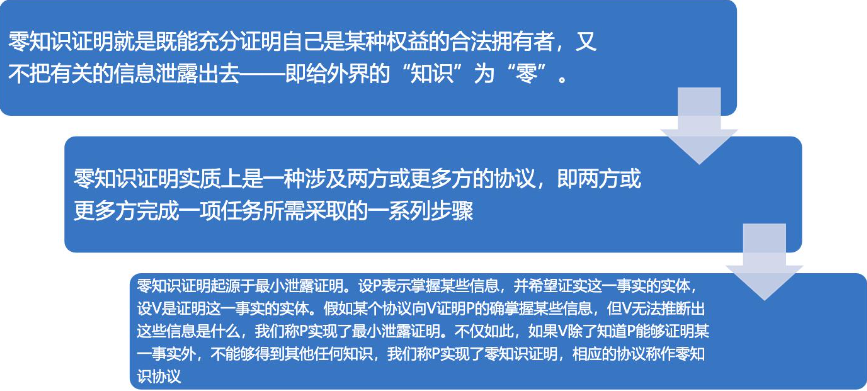 零知识证明就是既能充分证明自己是某种权益的合法拥有者，又
不把有关的信息泄露出去——即给外界的“知识”为“零”。
零知识证明实质上是一种涉及两方或更多方的协议，即两方或
更多方完成一项任务所需采取的一系列步骤
零知识证明起源于最小泄露证明。设P表示掌握某些信息，并希望证实这一事实的实体，
设V是证明这一事实的实体。假如某个协议向V证明P的确掌握某些信息，但V无法推断出
这些信息是什么，我们称P实现了最小泄露证明。不仅如此，如果V除了知道P能够证明某
一事实外，不能够得到其他任何知识，我们称P实现了零知识证明，相应的协议称作零知
识协议